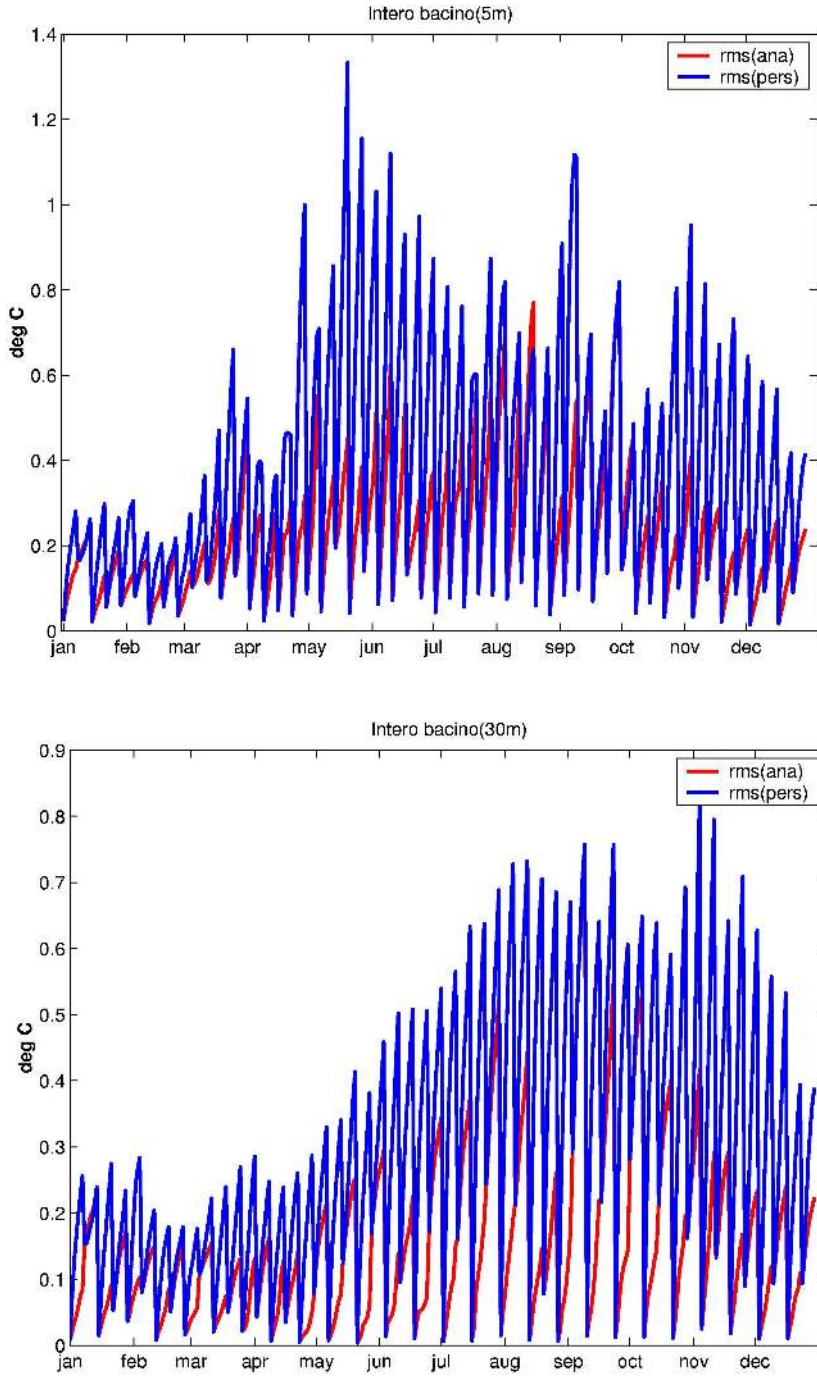 Intero bacino(5m)
1.4
1.2
1
0.8
0.6
0.4
0.2
0
deg C
rms(ana)
rms(pers)
jan feb mar apr may jun jul aug sep oct nov dec
Intero bacino(30m)
0.9
0.8
0.7
0.6
0.5
0.4
0.3
0.2
0.1
0
deg C
rms(ana)
rms(pers)
jan feb mar apr may jun jul aug sep oct nov dec